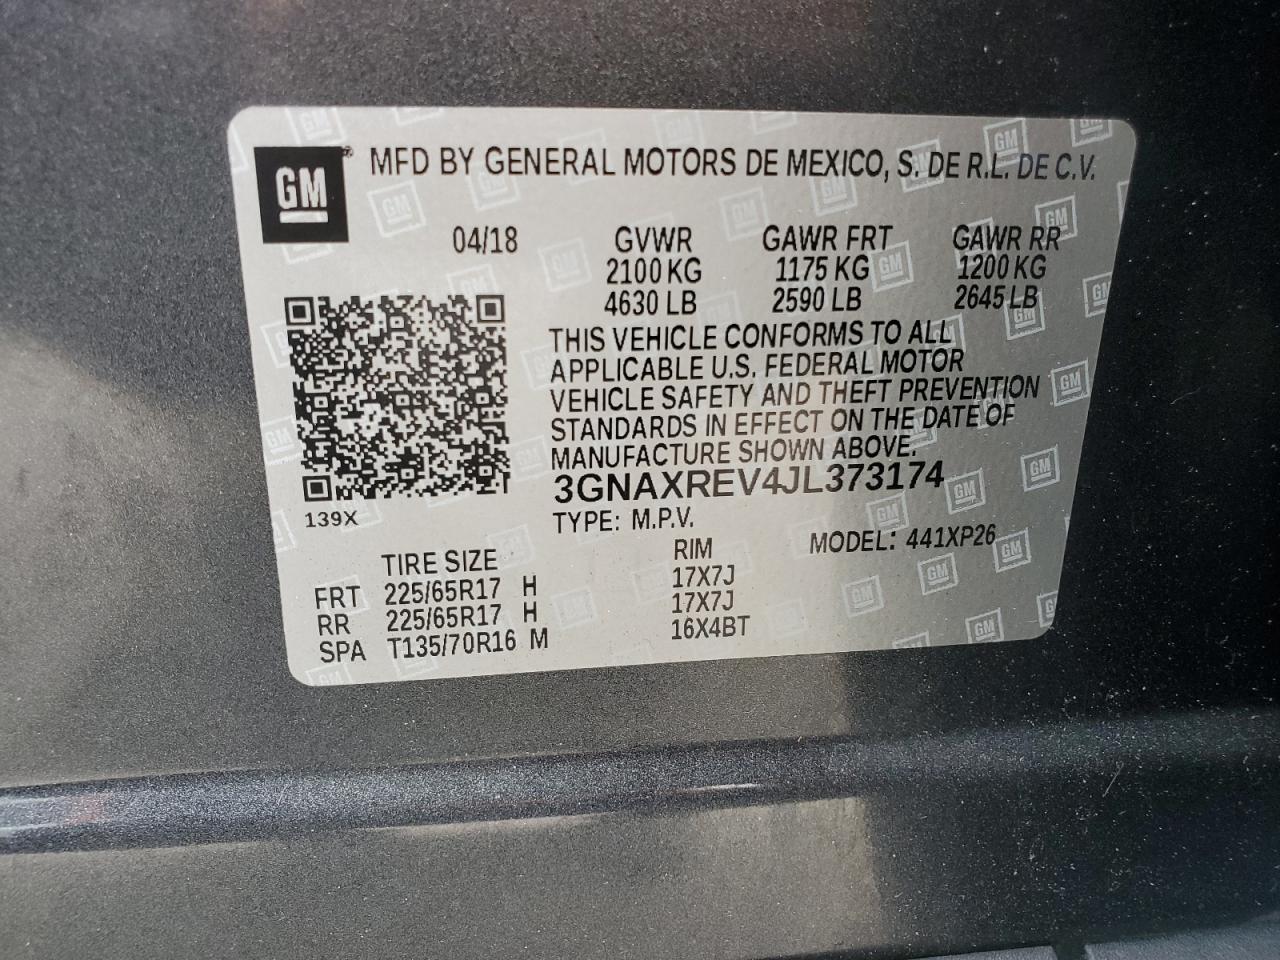 GM ® MFD BY GENERAL MOTORS DE MEXICO, S. DE R.L. DE C.V.
04/18 GVWR GAWR FRT GAWR RR
2100 KG 1175 KG 1200 KG
4630 LB 2590 LB 2645 LB
THIS VEHICLE CONFORMS TO ALL
APPLICABLE U.S. FEDERAL MOTOR
VEHICLE SAFETY AND THEFT PREVENTION
STANDARDS IN EFFECT ON THE DATE OF
MANUFACTURE SHOWN ABOVE.
3GNAXREV4JL373174
139X
TYPE: M.P.V. MODEL: 441XP26
TIRE SIZE RIM
FRT 225/65R17 H 17X7J
RR 225/65R17 H 17X7J
SPA T135/70R16 M 16X4BT